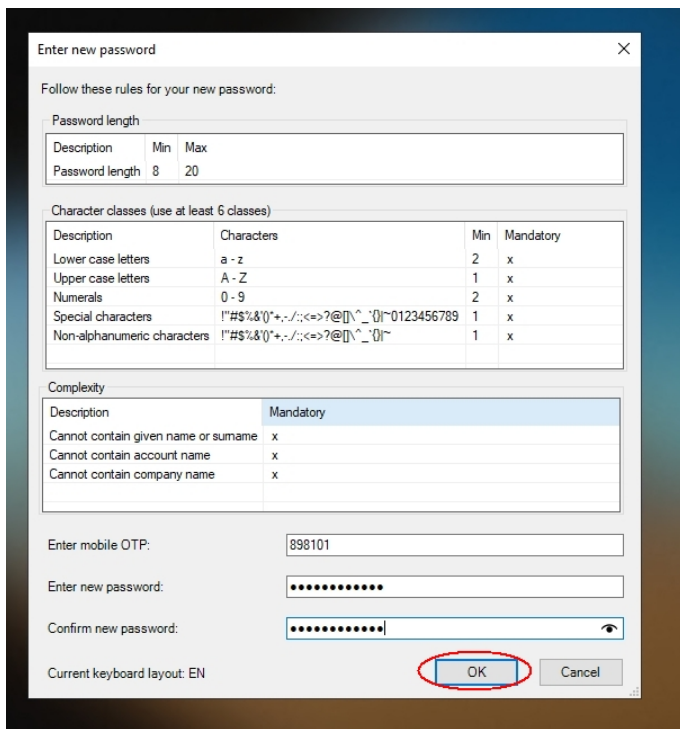 Enter new password
Follow these rules for your new password:
Password length
Description Min Max
Password length 8 20
Character classes (use at least 6 classes)
Description Characters Min Mandatory
Lower case letters a - z 2 x
Upper case letters A - Z 1 x
Numerals 0 - 9 2 x
Special characters !"#$%&'()*+,-./:;<=>?@[]\^_`{}|~0123456789 1 x
Non-alphanumeric characters !"#$%&'()*+,-./:;<=>?@[]\^_`{}|~ 1 x
Complexity
Description Mandatory
Cannot contain given name or surname x
Cannot contain account name x
Cannot contain company name x
Enter mobile OTP: 898101
Enter new password: ●●●●●●●●●●●●
Confirm new password: ●●●●●●●●●●●●
Current keyboard layout: EN OK Cancel